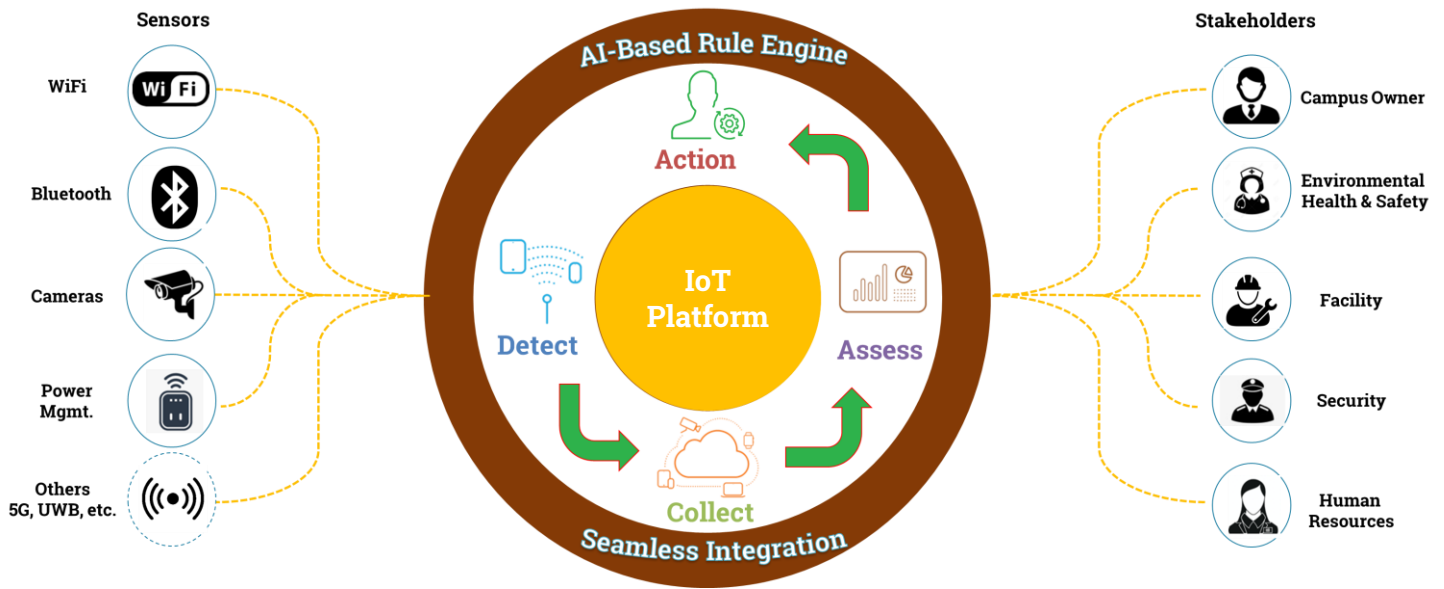 Sensors
WiFi
Wi Fi
Bluetooth
Cameras
Power
Mgmt.
Others
5G, UWB, etc.
AI-Based Rule Engine
Action
IoT
Platform
Detect
Assess
Collect
Seamless Integration
Stakeholders
Campus Owner
Environmental
Health & Safety
Facility
Security
Human
Resources